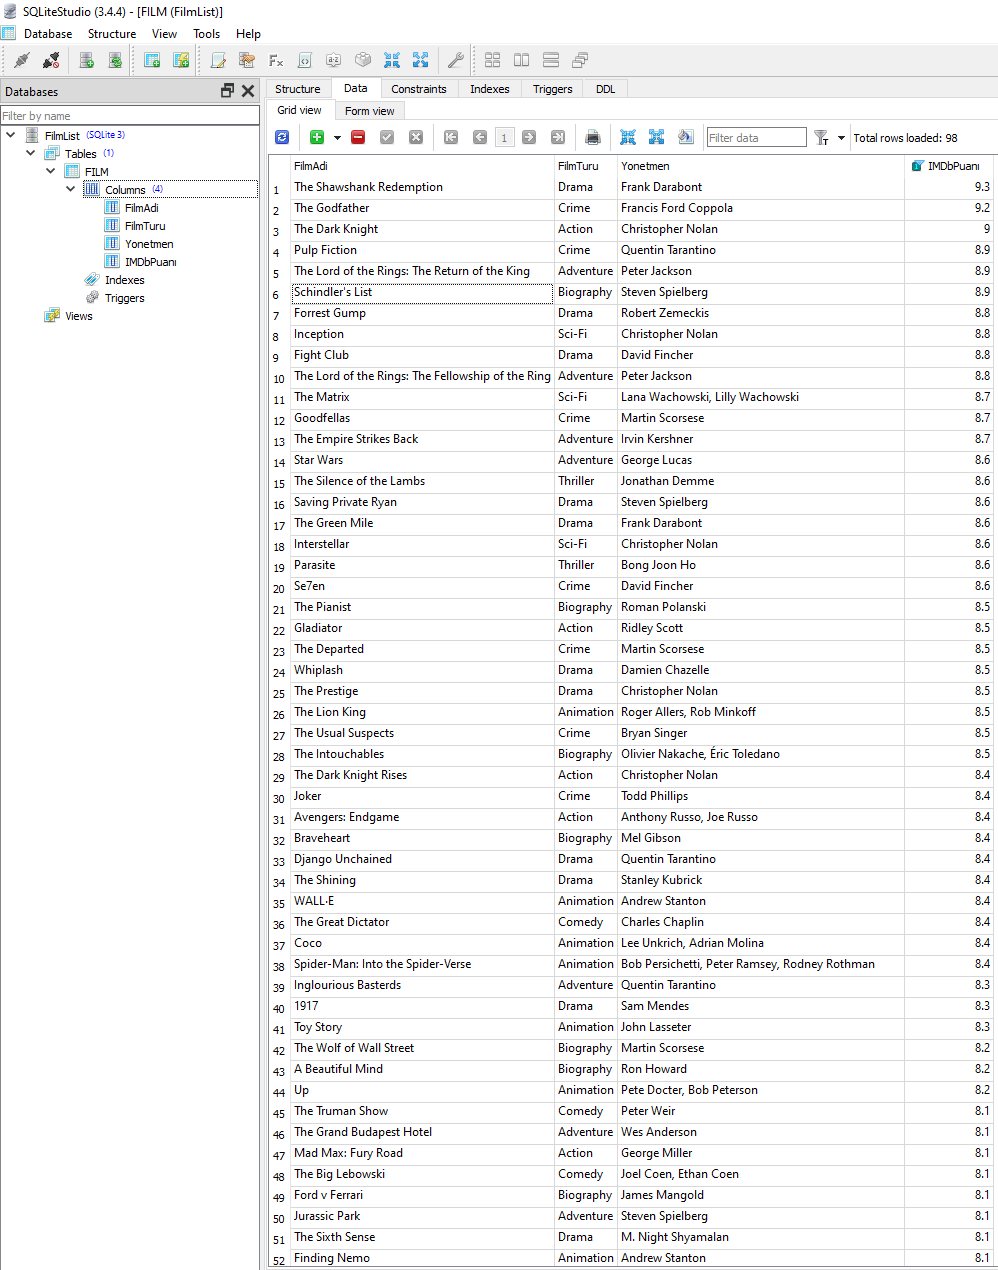 SQLiteStudio (3.4.4) - [FILM (FilmList)]
Database Structure View Tools Help
Databases
Filter by name
FilmList (SQLite 3)
Tables (1)
FILM
Columns (4)
FilmAdi
FilmTuru
Yonetmen
IMDbPuanı
Indexes
Triggers
Views
Structure Data Constraints Indexes Triggers DDL
Grid view Form view
1 Filter data Total rows loaded: 98
FilmAdi FilmTuru Yonetmen IMDbPuanı
1 The Shawshank Redemption Drama Frank Darabont 9.3
2 The Godfather Crime Francis Ford Coppola 9.2
3 The Dark Knight Action Christopher Nolan 9
4 Pulp Fiction Crime Quentin Tarantino 8.9
5 The Lord of the Rings: The Return of the King Adventure Peter Jackson 8.9
6 Schindler's List Biography Steven Spielberg 8.9
7 Forrest Gump Drama Robert Zemeckis 8.8
8 Inception Sci-Fi Christopher Nolan 8.8
9 Fight Club Drama David Fincher 8.8
10 The Lord of the Rings: The Fellowship of the Ring Adventure Peter Jackson 8.8
11 The Matrix Sci-Fi Lana Wachowski, Lilly Wachowski 8.7
12 Goodfellas Crime Martin Scorsese 8.7
13 The Empire Strikes Back Adventure Irvin Kershner 8.7
14 Star Wars Adventure George Lucas 8.6
15 The Silence of the Lambs Thriller Jonathan Demme 8.6
16 Saving Private Ryan Drama Steven Spielberg 8.6
17 The Green Mile Drama Frank Darabont 8.6
18 Interstellar Sci-Fi Christopher Nolan 8.6
19 Parasite Thriller Bong Joon Ho 8.6
20 Se7en Crime David Fincher 8.6
21 The Pianist Biography Roman Polanski 8.5
22 Gladiator Action Ridley Scott 8.5
23 The Departed Crime Martin Scorsese 8.5
24 Whiplash Drama Damien Chazelle 8.5
25 The Prestige Drama Christopher Nolan 8.5
26 The Lion King Animation Roger Allers, Rob Minkoff 8.5
27 The Usual Suspects Crime Bryan Singer 8.5
28 The Intouchables Biography Olivier Nakache, Éric Toledano 8.5
29 The Dark Knight Rises Action Christopher Nolan 8.4
30 Joker Crime Todd Phillips 8.4
31 Avengers: Endgame Action Anthony Russo, Joe Russo 8.4
32 Braveheart Biography Mel Gibson 8.4
33 Django Unchained Drama Quentin Tarantino 8.4
34 The Shining Drama Stanley Kubrick 8.4
35 WALL·E Animation Andrew Stanton 8.4
36 The Great Dictator Comedy Charles Chaplin 8.4
37 Coco Animation Lee Unkrich, Adrian Molina 8.4
38 Spider-Man: Into the Spider-Verse Animation Bob Persichetti, Peter Ramsey, Rodney Rothman 8.4
39 Inglourious Basterds Adventure Quentin Tarantino 8.3
40 1917 Drama Sam Mendes 8.3
41 Toy Story Animation John Lasseter 8.3
42 The Wolf of Wall Street Biography Martin Scorsese 8.2
43 A Beautiful Mind Biography Ron Howard 8.2
44 Up Animation Pete Docter, Bob Peterson 8.2
45 The Truman Show Comedy Peter Weir 8.1
46 The Grand Budapest Hotel Adventure Wes Anderson 8.1
47 Mad Max: Fury Road Action George Miller 8.1
48 The Big Lebowski Comedy Joel Coen, Ethan Coen 8.1
49 Ford v Ferrari Biography James Mangold 8.1
50 Jurassic Park Adventure Steven Spielberg 8.1
51 The Sixth Sense Drama M. Night Shyamalan 8.1
52 Finding Nemo Animation Andrew Stanton 8.1